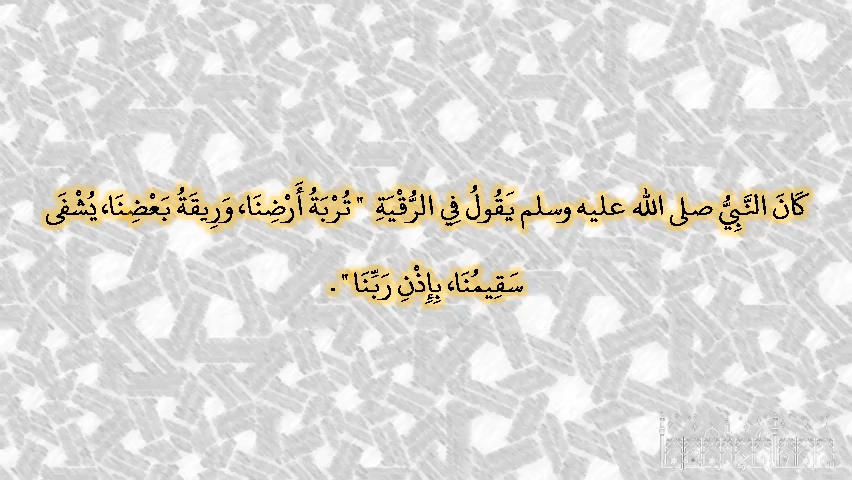 كَانَ النَّبِيُّ صلى الله عليه وسلم يَقُولُ فِي الرُّقْيَةِ " تُرْبَةُ أَرْضِنَا، وَرِيقَةُ بَعْضِنَا، يُشْفَى
سَقِيمُنَا، بِإِذْنِ رَبِّنَا ".